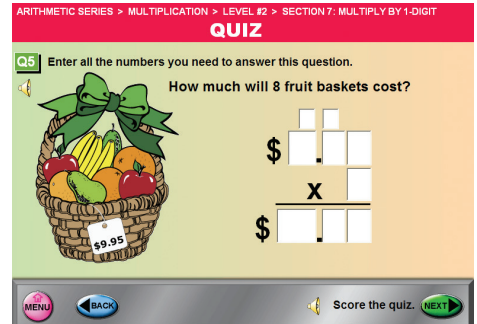 ARITHMETIC SERIES > MULTIPLICATION > LEVEL #2 > SECTION 7: MULTIPLY BY 1-DIGIT
QUIZ
Q5 Enter all the numbers you need to answer this question.
How much will 8 fruit baskets cost?
$ .
x
$ .
$9.95
MENU BACK Score the quiz. NEXT